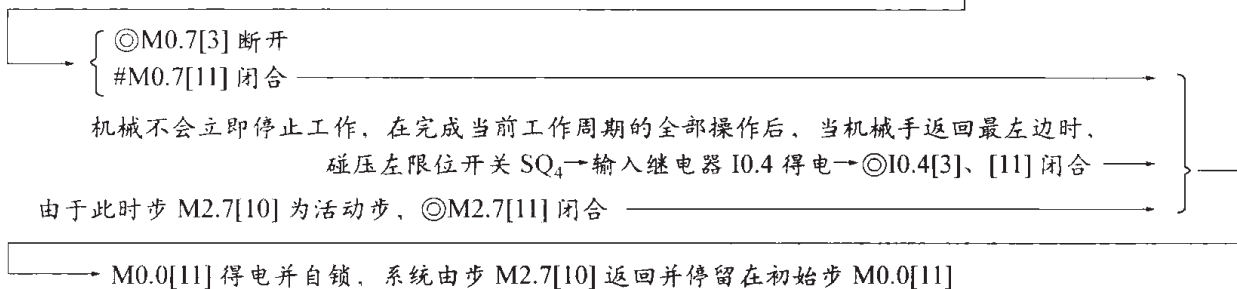 ◎M0.7[3] 断开
#M0.7[11] 闭合
机械不会立即停止工作，在完成当前工作周期的全部操作后，当机械手返回最左边时，
碰压左限位开关 SQ₄→输入继电器 I0.4 得电→◎I0.4[3]、[11] 闭合
由于此时步 M2.7[10] 为活动步，◎M2.7[11] 闭合
M0.0[11] 得电并自锁，系统由步 M2.7[10] 返回并停留在初始步 M0.0[11]